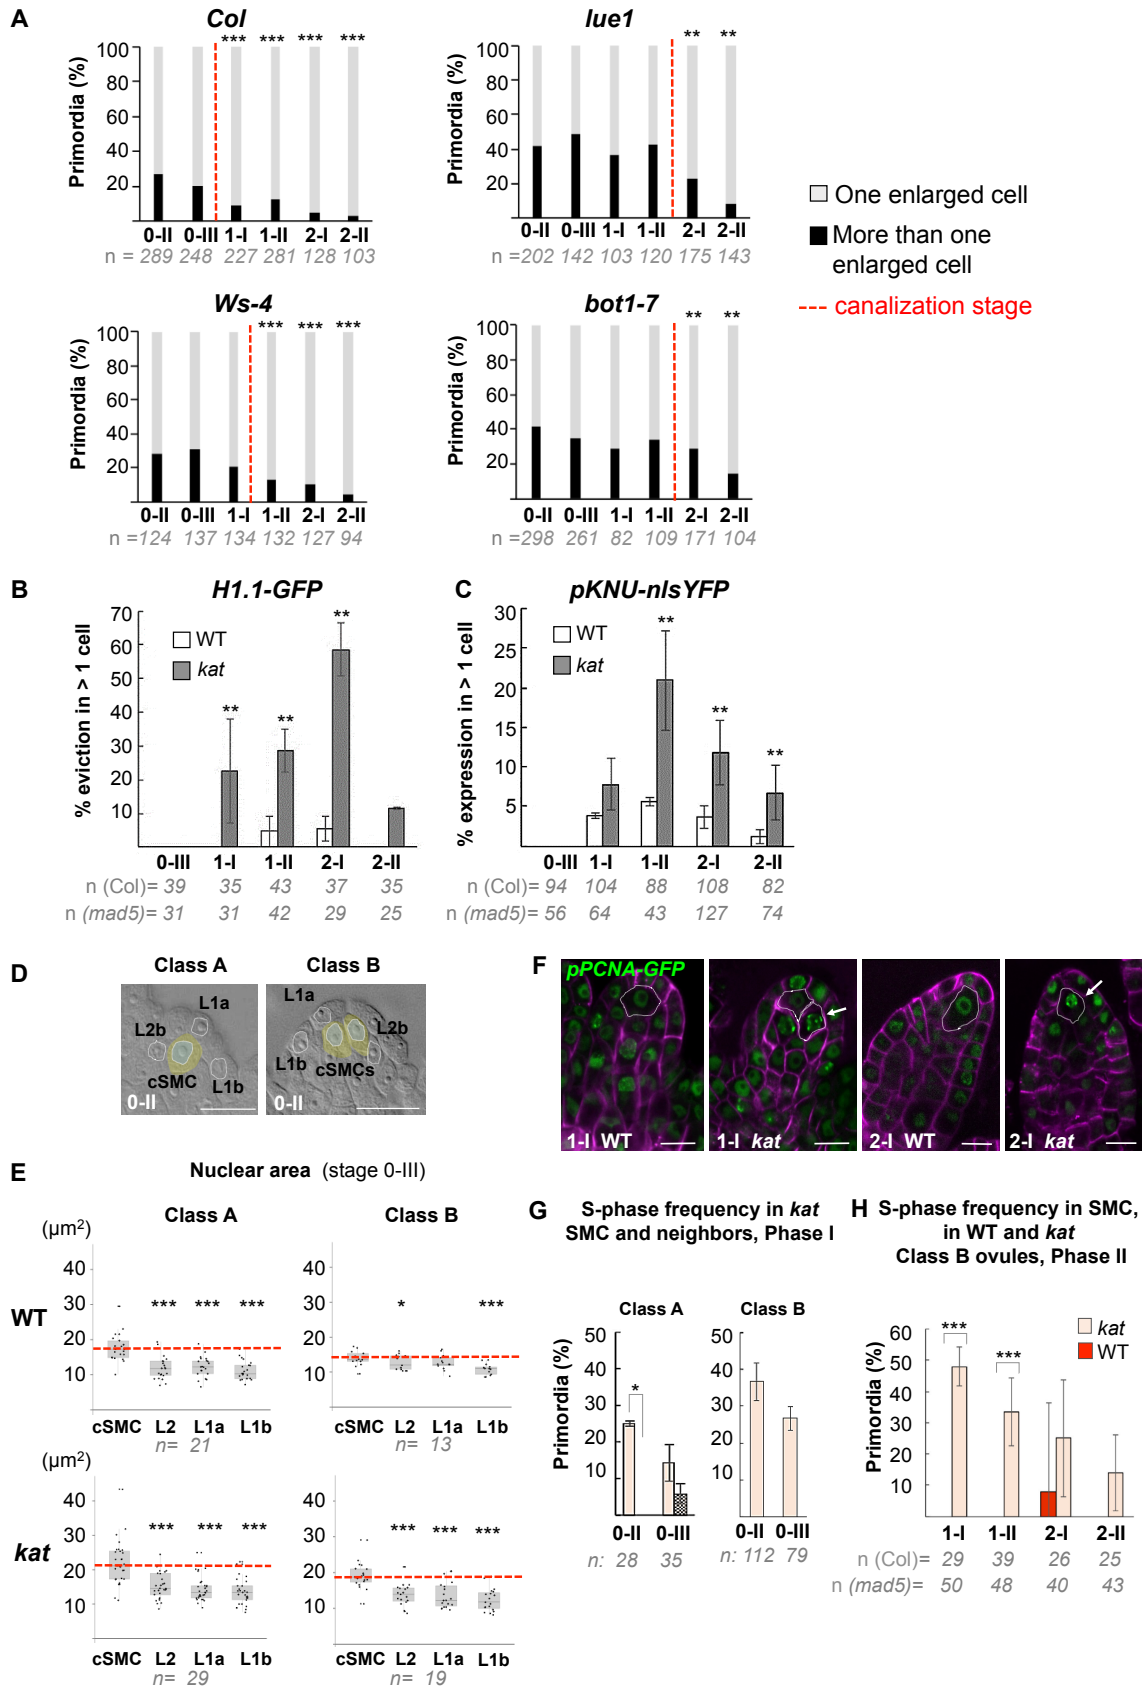 A
Col
*** *** *** ***
Primordia (%)
100
80
60
40
20
0-II 0-III 1-I 1-II 2-I 2-II
n = 289 248 227 281 128 103
lue1
** **
Primordia (%)
100
80
60
40
20
0-II 0-III 1-I 1-II 2-I 2-II
n =202 142 103 120 175 143
One enlarged cell
More than one
enlarged cell
canalization stage
Ws-4
*** *** ***
Primordia (%)
100
80
60
40
20
0-II 0-III 1-I 1-II 2-I 2-II
n =124 137 134 132 127 94
bot1-7
** **
Primordia (%)
100
80
60
40
20
0-II 0-III 1-I 1-II 2-I 2-II
n =298 261 82 109 171 104
B
H1.1-GFP
% eviction in > 1 cell
70
60
50
40
30
20
10
WT
kat
** ** **
0-III 1-I 1-II 2-I 2-II
n (Col)= 39 35 43 37 35
n (mad5)= 31 31 42 29 25
C
pKNU-nlsYFP
% expression in > 1 cell
30
25
20
15
10
5
WT
kat
** ** **
0-III 1-I 1-II 2-I 2-II
n (Col)= 94 104 88 108 82
n (mad5)= 56 64 43 127 74
D
Class A
L1a
L2b
cSMC
L1b
0-II
Class B
L1a
L2b
L1b
cSMCs
0-II
F
pPCNA-GFP
1-I WT
1-I kat
2-I WT
2-I kat
E
Nuclear area (stage 0-III)
(µm²)
Class A
Class B
WT
40
30
20
10
*** *** ***
cSMC L2 L1a L1b
n= 21
40
30
20
10
* ***
cSMC L2 L1a L1b
n= 13
(µm²)
kat
40
30
20
10
*** *** ***
cSMC L2 L1a L1b
n= 29
40
30
20
10
*** *** ***
cSMC L2 L1a L1b
n= 19
G
S-phase frequency in kat
SMC and neighbors, Phase I
Class A
Primordia (%)
50
40
30
20
10
*
0-II 0-III
n: 28 35
Class B
50
40
30
20
10
0-II 0-III
n: 112 79
H
S-phase frequency in SMC,
in WT and kat
Class B ovules, Phase II
Primordia (%)
60
50
40
30
20
10
*** ***
kat
WT
1-I 1-II 2-I 2-II
n (Col)= 29 39 26 25
n (mad5)= 50 48 40 43